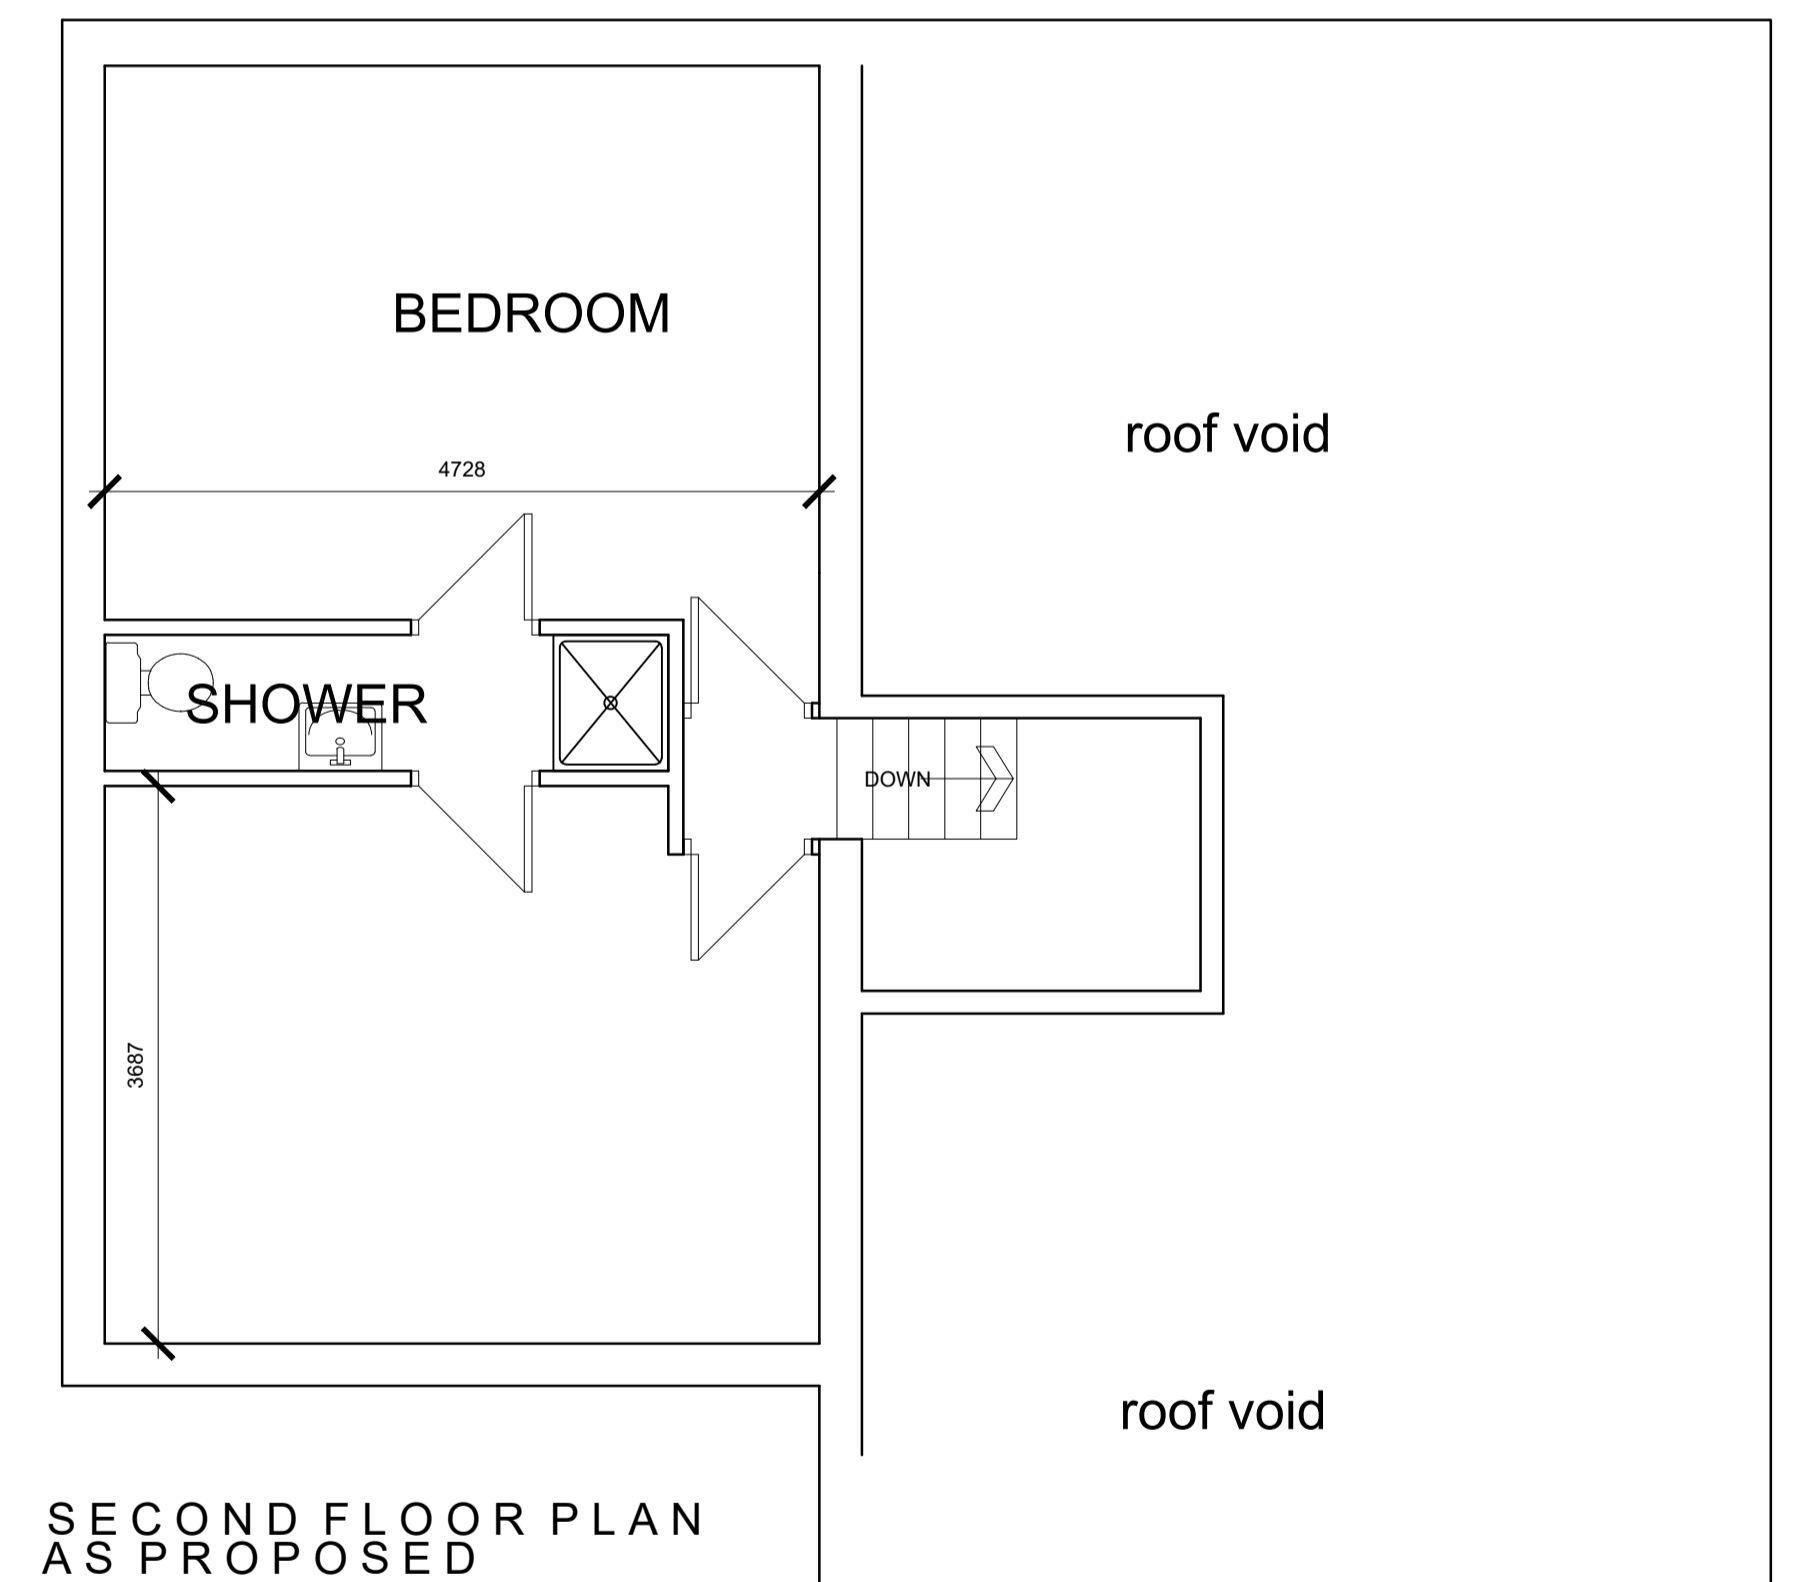 BEDROOM
roof void
4728
SHOWER
DOWN
3687
roof void
SECOND FLOOR PLAN
AS PROPOSED